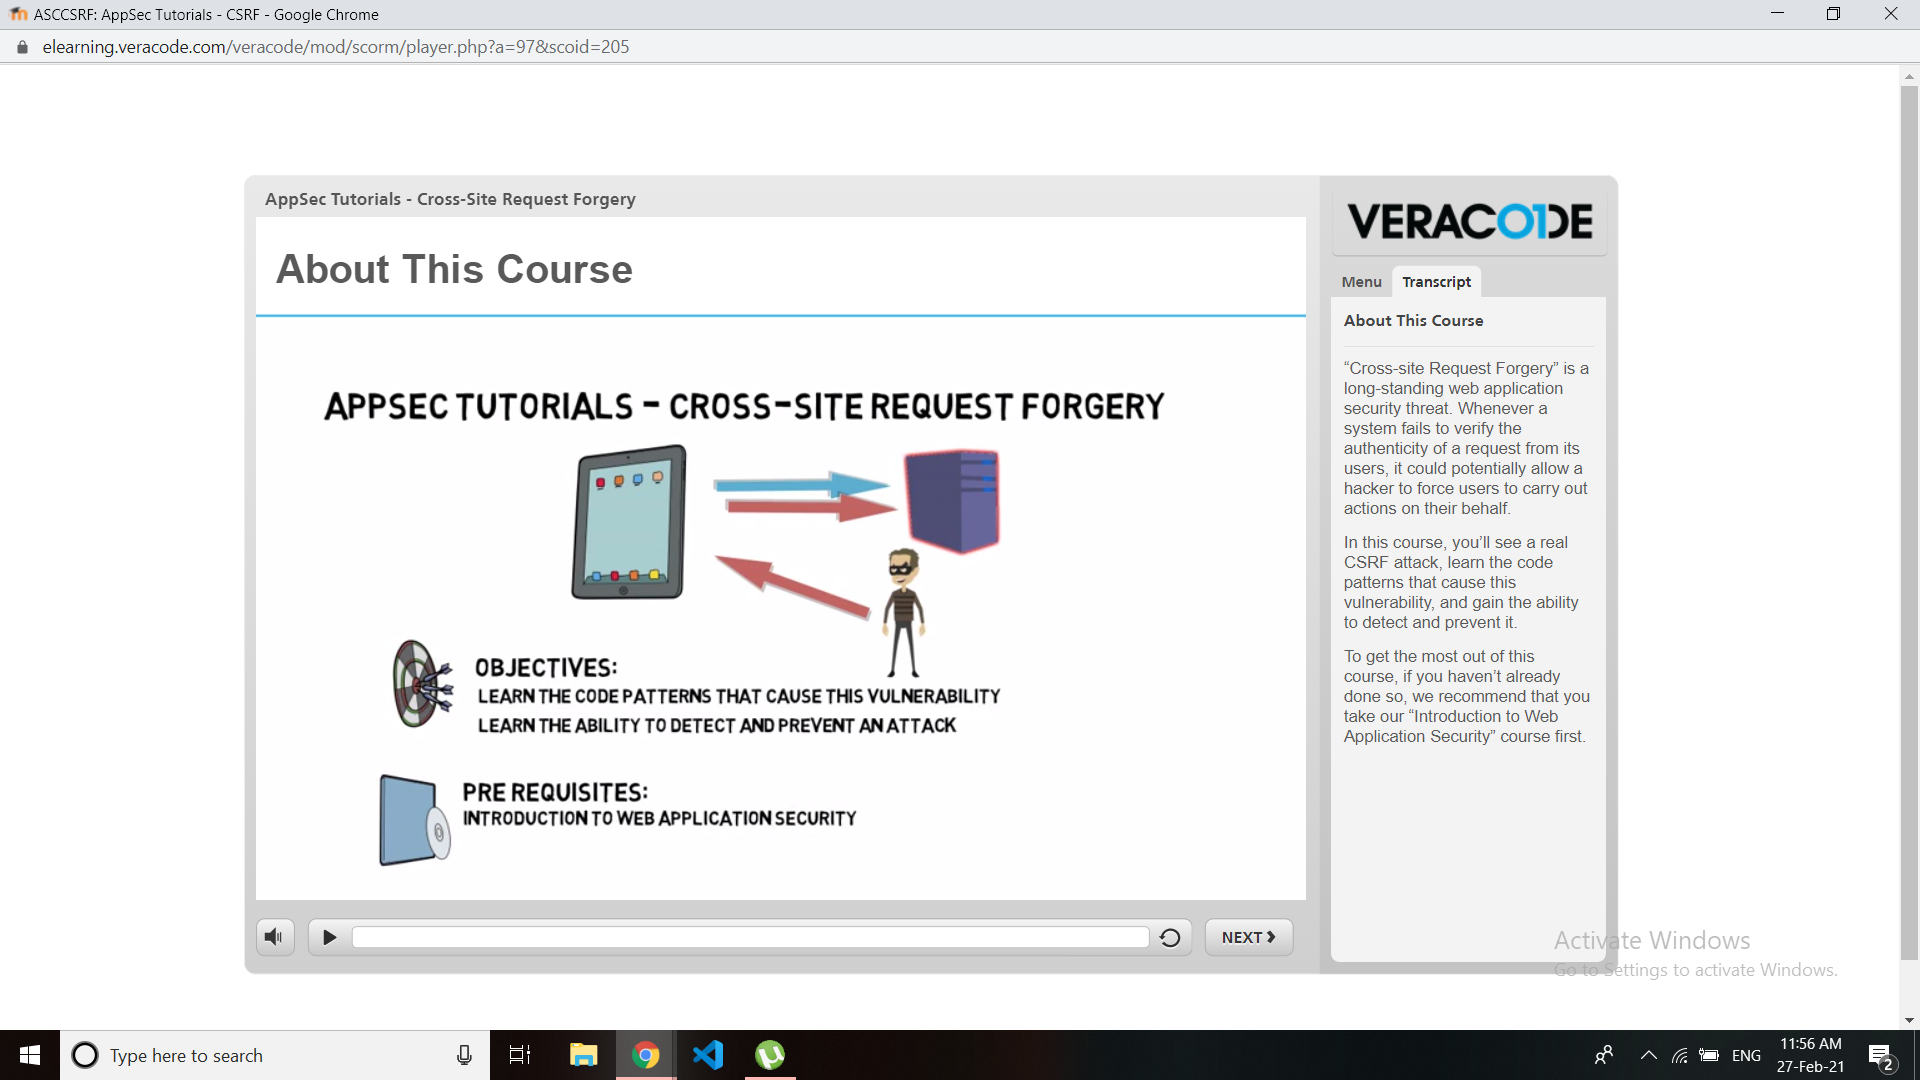 ASCCSRF: AppSec Tutorials - CSRF - Google Chrome
elearning.veracode.com/veracode/mod/scorm/player.php?a=97&scoid=205
AppSec Tutorials - Cross-Site Request Forgery
About This Course
APPSEC TUTORIALS - CROSS-SITE REQUEST FORGERY
OBJECTIVES:
LEARN THE CODE PATTERNS THAT CAUSE THIS VULNERABILITY
LEARN THE ABILITY TO DETECT AND PREVENT AN ATTACK
PRE REQUISITES:
INTRODUCTION TO WEB APPLICATION SECURITY
NEXT
VERACODE
Menu
Transcript
About This Course
“Cross-site Request Forgery” is a
long-standing web application
security threat. Whenever a
system fails to verify the
authenticity of a request from its
users, it could potentially allow a
hacker to force users to carry out
actions on their behalf.
In this course, you’ll see a real
CSRF attack, learn the code
patterns that cause this
vulnerability, and gain the ability
to detect and prevent it.
To get the most out of this
course, if you haven’t already
done so, we recommend that you
take our “Introduction to Web
Application Security” course first.
Activate Windows
Go to Settings to activate Windows.
Type here to search
ENG
11:56 AM
27-Feb-21
2